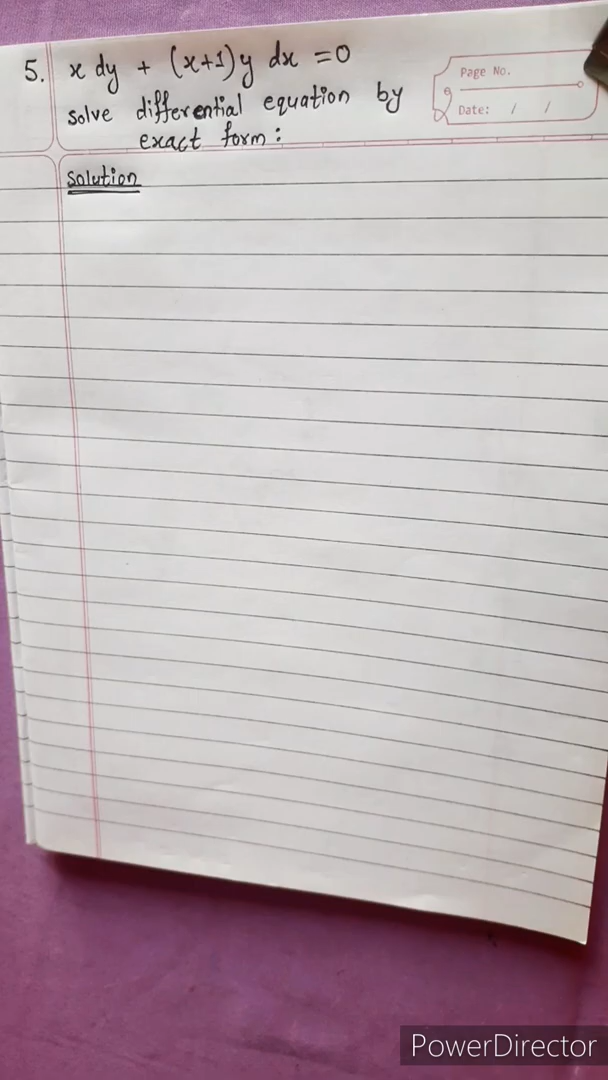 5. x dy + (x+1)y dx =0
Page No.
solve differential equation by
Date: / /
exact form:
solution
PowerDirector